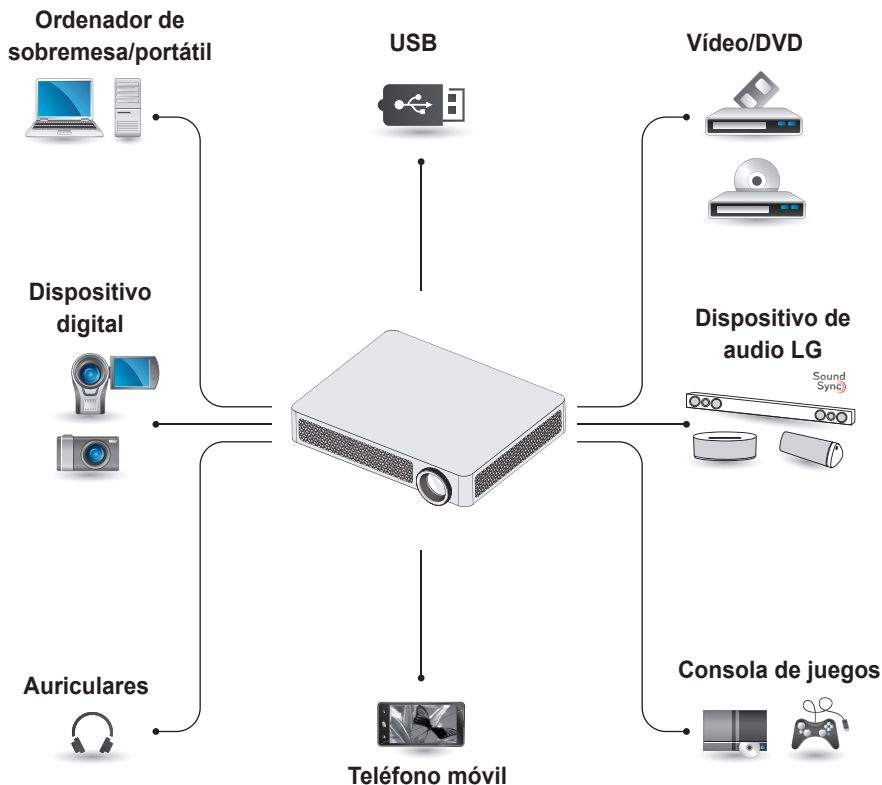 Ordenador de
sobremesa/portátil
USB
Vídeo/DVD
Dispositivo
digital
Dispositivo de
audio LG
Sound
Sync
Auriculares
Teléfono móvil
Consola de juegos